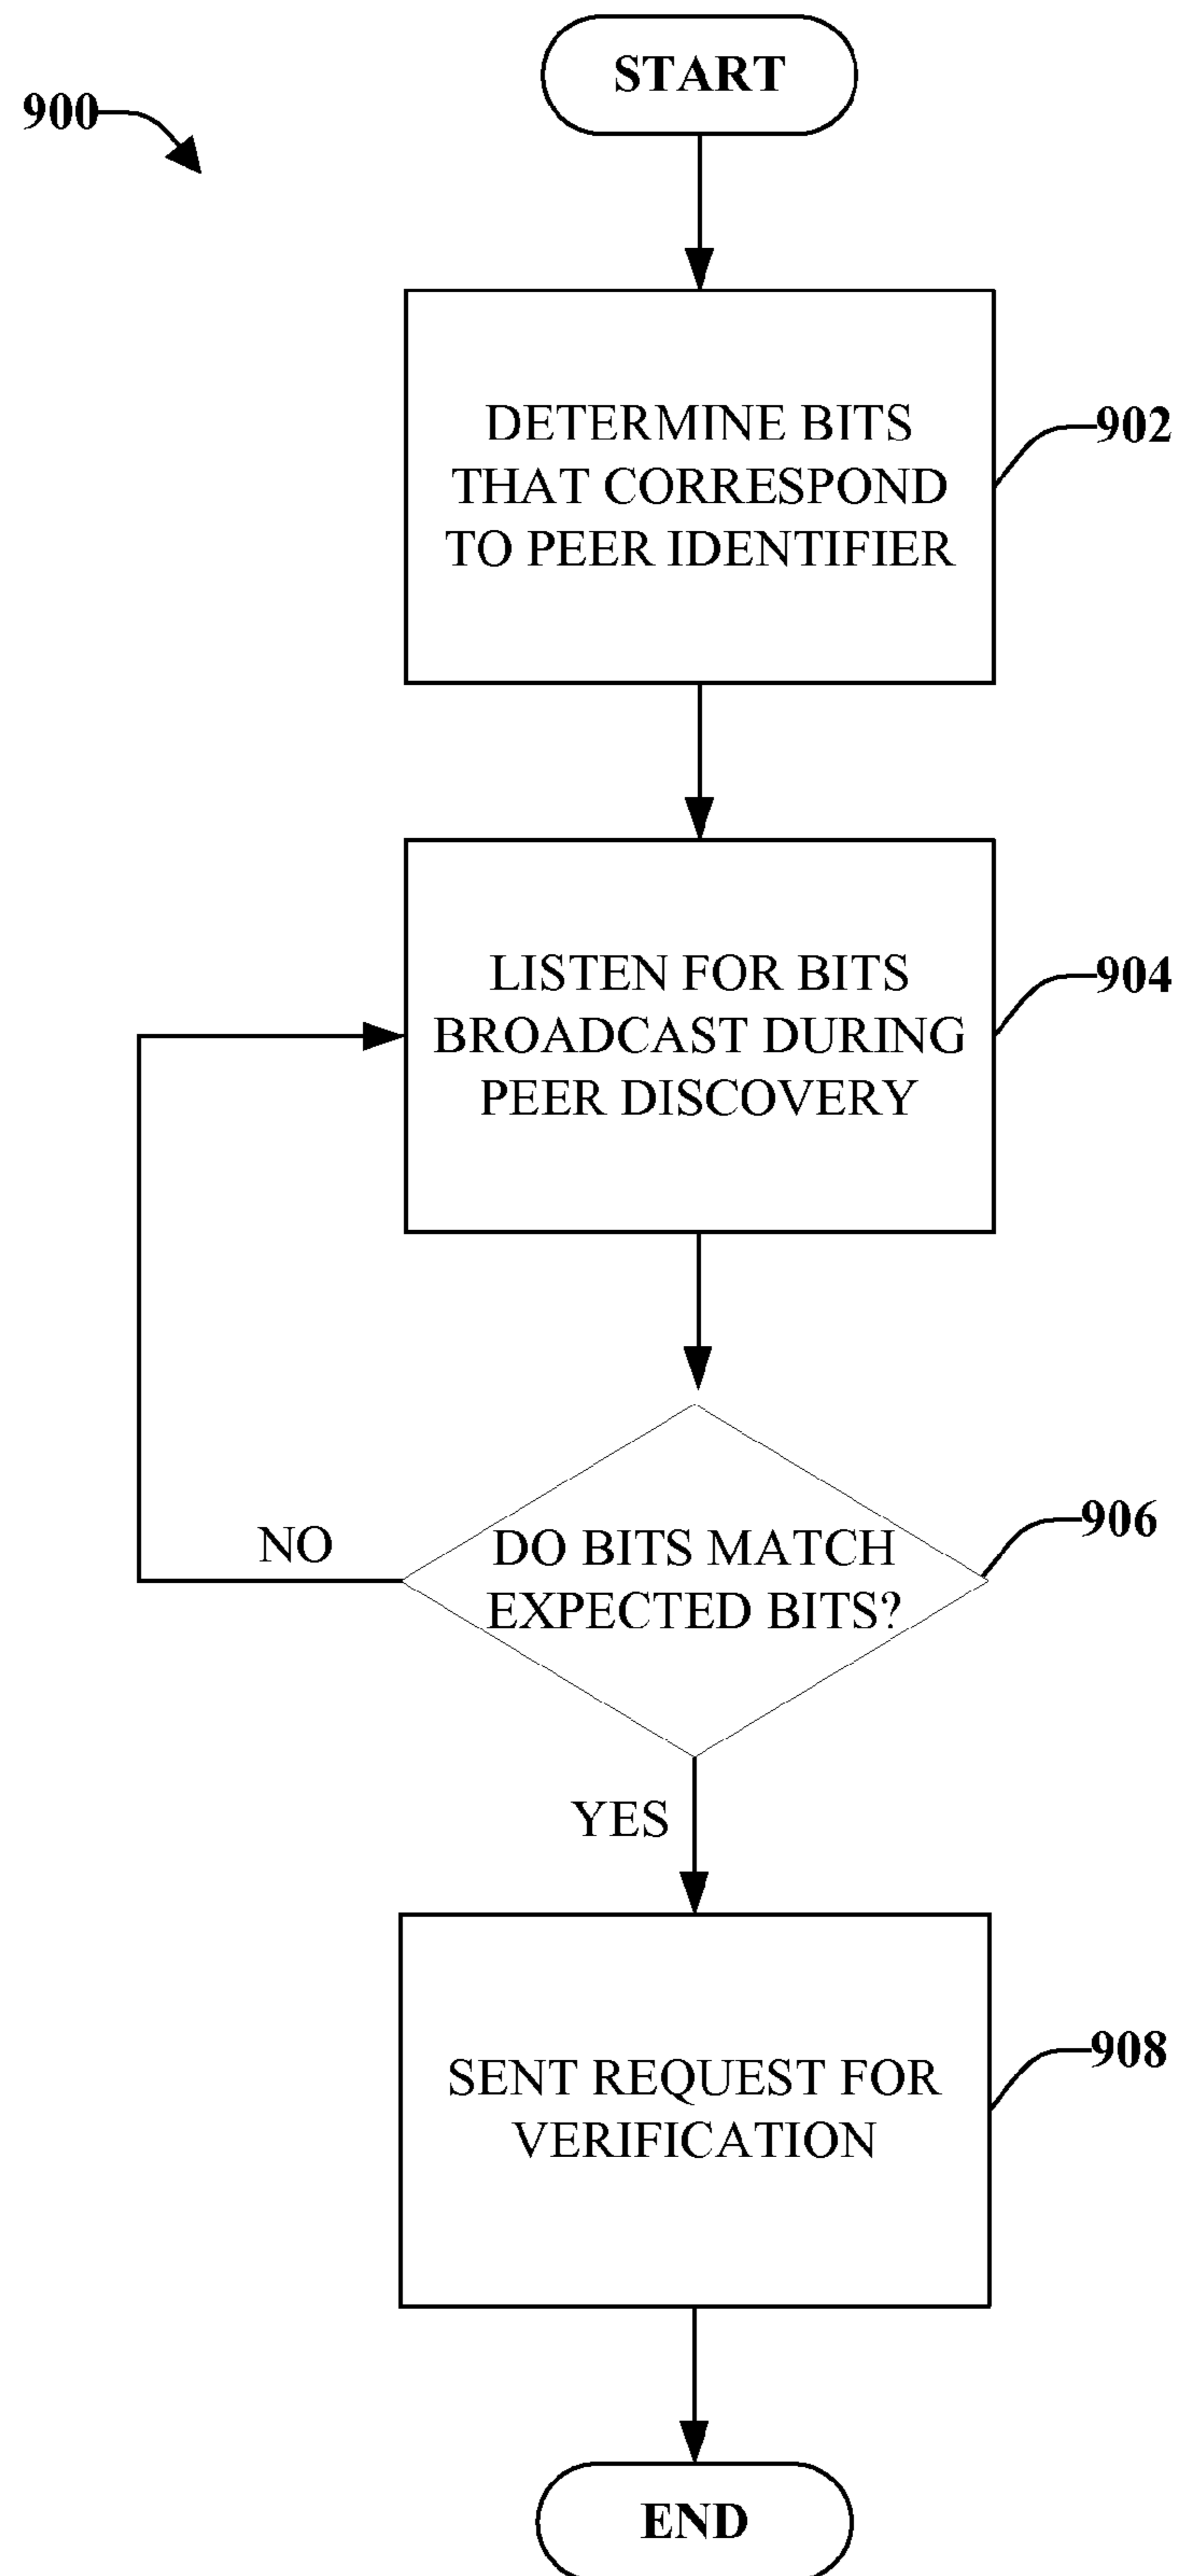 START
900
DETERMINE BITS
THAT CORRESPOND
TO PEER IDENTIFIER
902
LISTEN FOR BITS
BROADCAST DURING
PEER DISCOVERY
904
NO
DO BITS MATCH
EXPECTED BITS?
906
YES
SENT REQUEST FOR
VERIFICATION
908
END